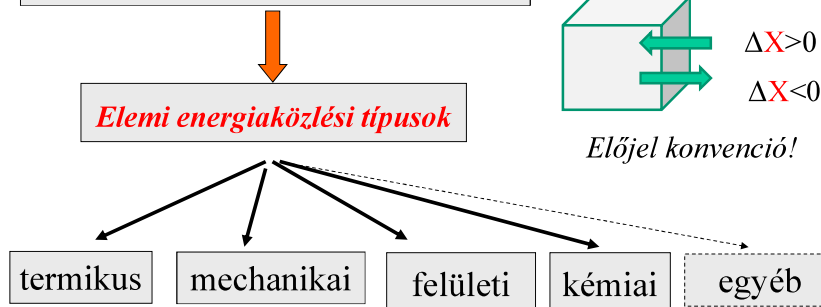 ΔX>0
ΔX<0
Elemi energiaközlési típusok
Előjel konvenció!
termikus mechanikai felületi kémiai egyéb